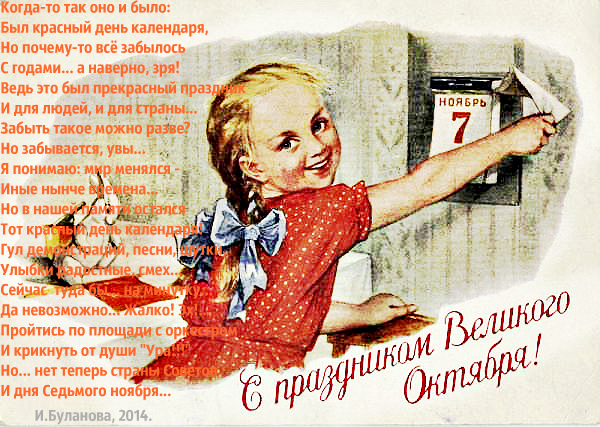 Когда-то так оно и было:
Был красный день календаря,
Но почему-то всё забылось
С годами... а наверно, зря!
Ведь это был прекрасный праздник
И для людей, и для страны...
Забыть такое можно разве?
Но забывается, увы...
Я понимаю: мир менялся -
Иные нынче времена...
Но в нашей памяти остался
Тот красный день календаря!
Гул демонстраций, песни, шутки,
Улыбки радостные, смех...
Сейчас туда бы... на минутку...
Да невозможно... Жалко!
Пройтись по площади с оркестром
И крикнуть от души "Ура!!!"
Но... нет теперь страны Советов
И дня Седьмого ноября...
И.Буланова, 2014.
НОЯБРЬ
7
С праздником Великого
Октября!